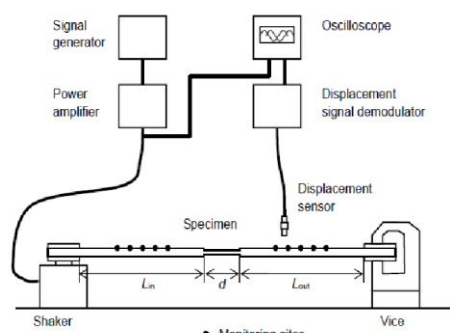 Signal
generator
Oscilloscope
Power
amplifier
Displacement
signal demodulator
Displacement
sensor
Specimen
Lin
d
Lout
Shaker
Vice
Monitoring sites